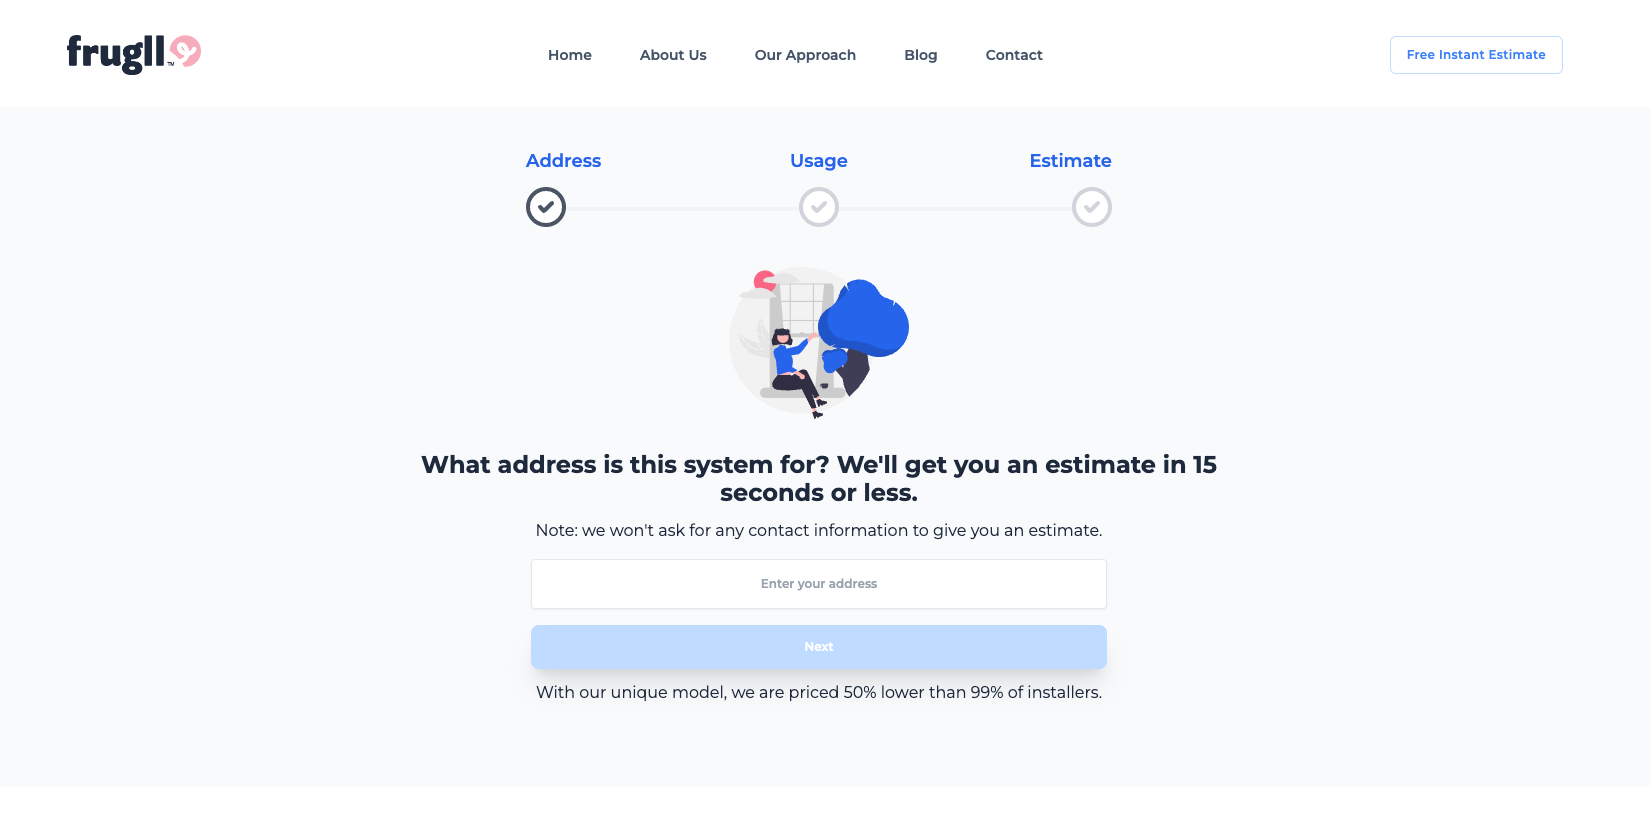 frugll™
Home About Us Our Approach Blog Contact
Free Instant Estimate
Address Usage Estimate
What address is this system for? We'll get you an estimate in 15
seconds or less.
Note: we won't ask for any contact information to give you an estimate.
Enter your address
Next
With our unique model, we are priced 50% lower than 99% of installers.